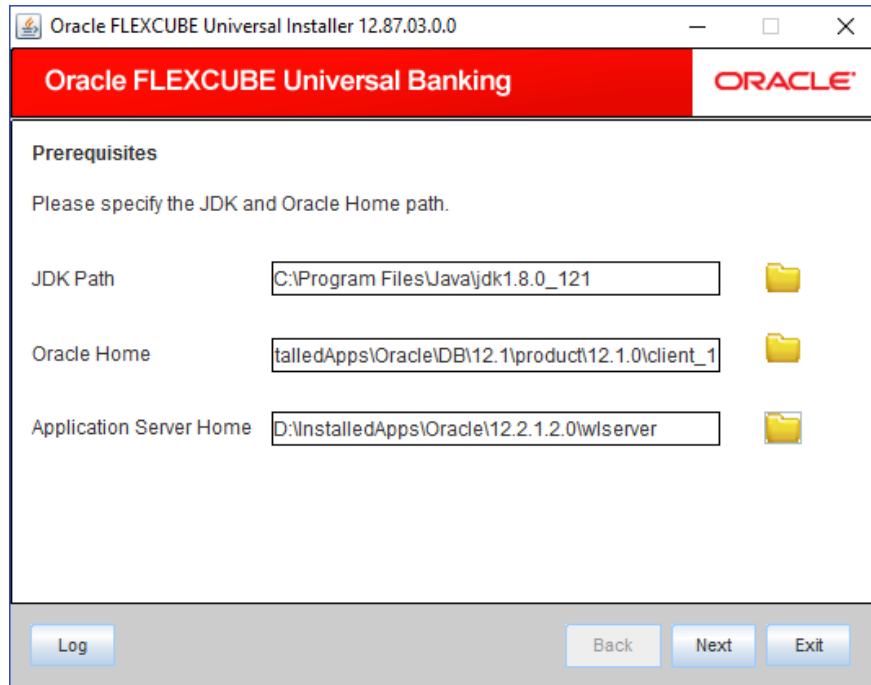 Oracle FLEXCUBE Universal Installer 12.87.03.0.0
Oracle FLEXCUBE Universal Banking
ORACLE
Prerequisites
Please specify the JDK and Oracle Home path.
JDK Path C:\Program Files\Java\jdk1.8.0_121
Oracle Home talledApps\Oracle\DB\12.1\product\12.1.0\client_1
Application Server Home D:\InstalledApps\Oracle\12.2.1.2.0\wlserver
Log Back Next Exit